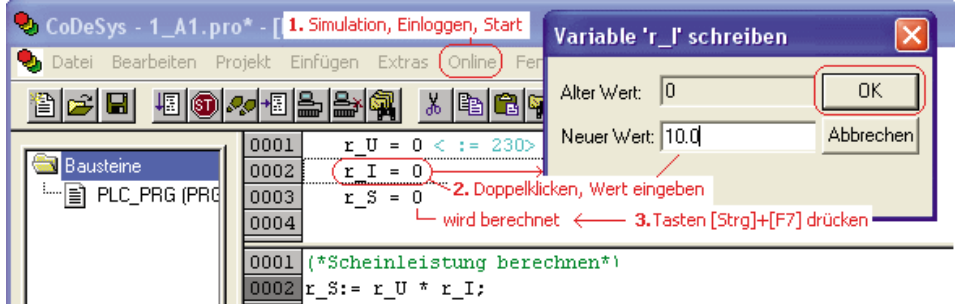 CoDeSys - 1_A1.pro* - [
1. Simulation, Einloggen, Start
Variable 'r_I' schreiben
Datei Bearbeiten Projekt Einfügen Extras Online Fen
Alter Wert: 0
OK
Neuer Wert: 10.0
Abbrechen
ST
Bausteine
PLC_PRG (PRG
0001 r_U = 0 < := 230>
0002 r_I = 0
2. Doppelklicken, Wert eingeben
0003 r_S = 0
wird berechnet
3. Tasten [Strg]+[F7] drücken
0004
0001 (*Scheinleistung berechnen*)
0002 r_S:= r_U * r_I;